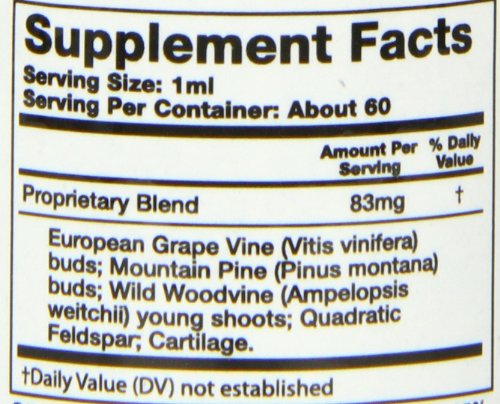 Supplement Facts
Serving Size: 1ml
Serving Per Container: About 60
Amount Per Serving % Daily Value
Proprietary Blend 83mg †
European Grape Vine (Vitis vinifera)
buds; Mountain Pine (Pinus montana)
buds; Wild Woodvine (Ampelopsis
weitchii) young shoots; Quadratic
Feldspar; Cartilage.
†Daily Value (DV) not established